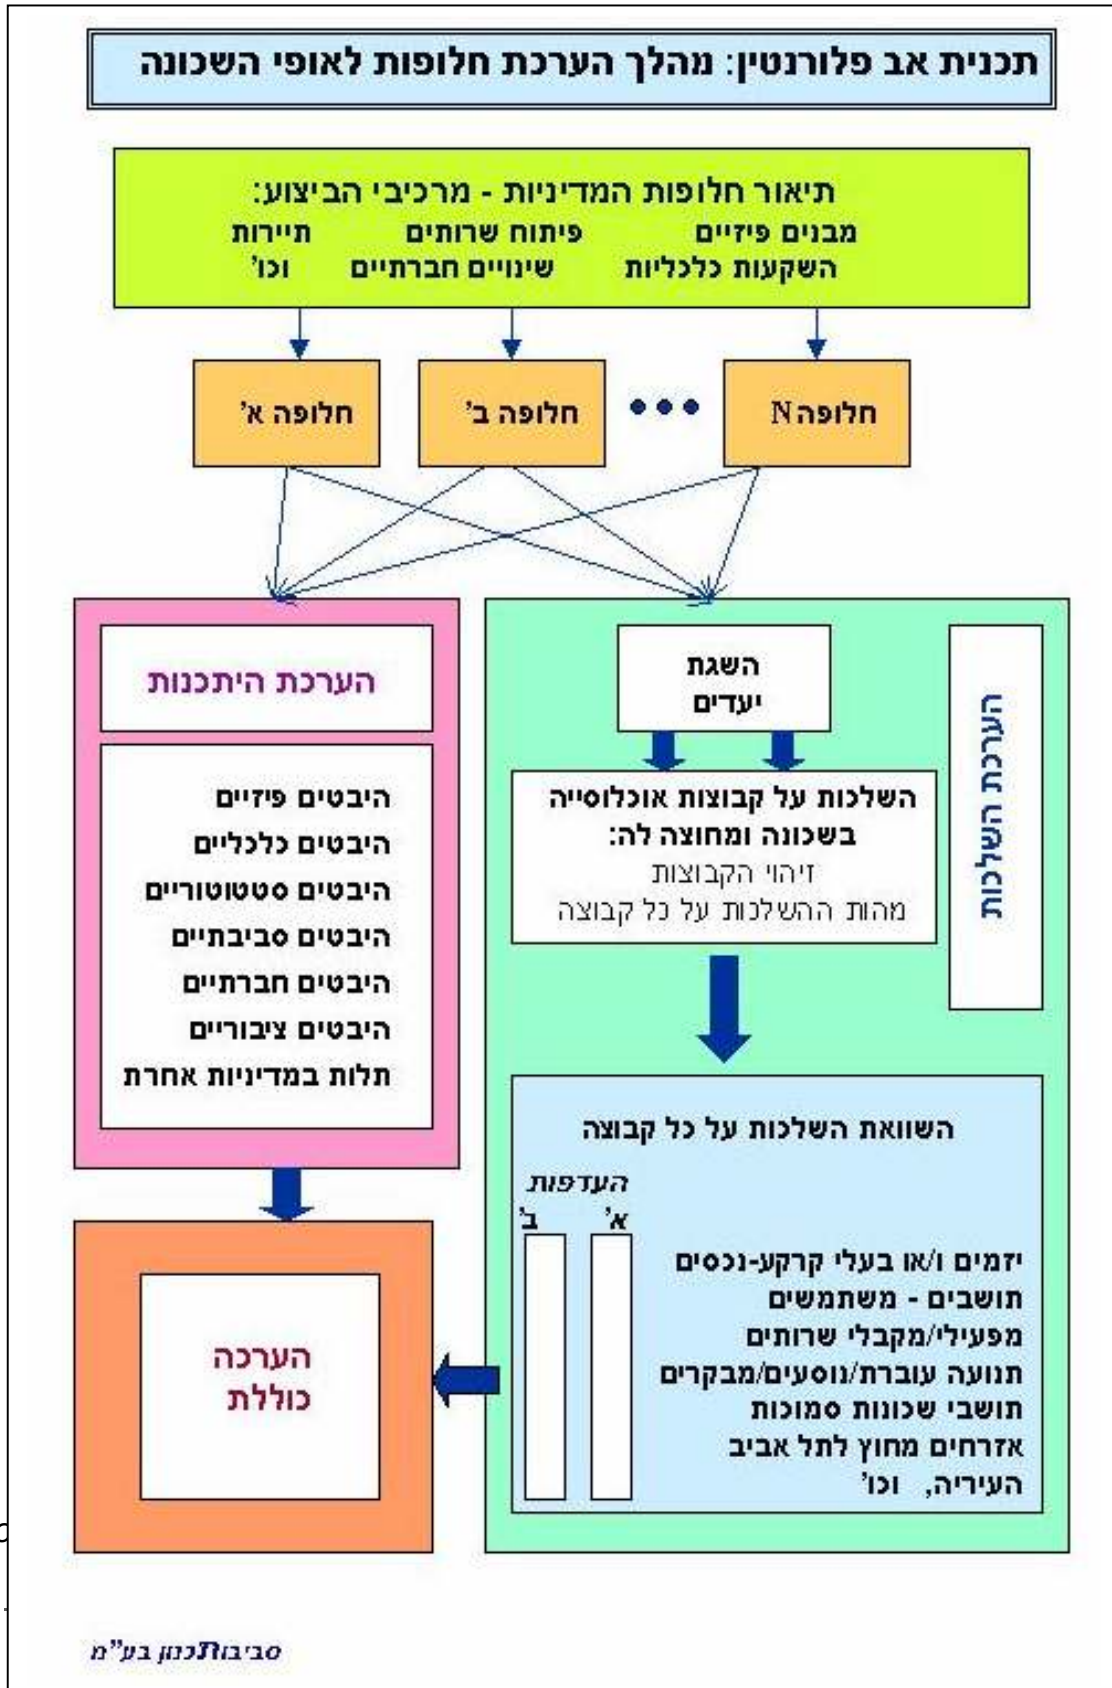 תכנית אב פלורנטין: מהלך הערכת חלופות לאופי השכונה
תיאור חלופות המדיניות - מרכיבי הביצוע:
מבנים פיזיים פיתוח שרותים תיירות
השקעות כלכליות שינויים חברתיים וכו'
חלופה א'
חלופה ב'
חלופה N
הערכת השלכות
השגת
יעדים
השלכות על קבוצות אוכלוסייה
בשכונה ומחוצה לה:
זיהוי הקבוצות
מהות ההשלכות על כל קבוצה
השוואת השלכות על כל קבוצה
העדפות
א' ב'
יזמים ו/או בעלי קרקע-נכסים
תושבים - משתמשים
מפעילי/מקבלי שרותים
תנועה עוברת/נוסעים/מבקרים
תושבי שכונות סמוכות
אזרחים מחוץ לתל אביב
העיריה, וכו'
הערכת היתכנות
היבטים פיזיים
היבטים כלכליים
היבטים סטטוטוריים
היבטים סביבתיים
היבטים חברתיים
היבטים ציבוריים
תלות במדיניות אחרת
הערכה
כוללת
סביבותכנון בע"מ